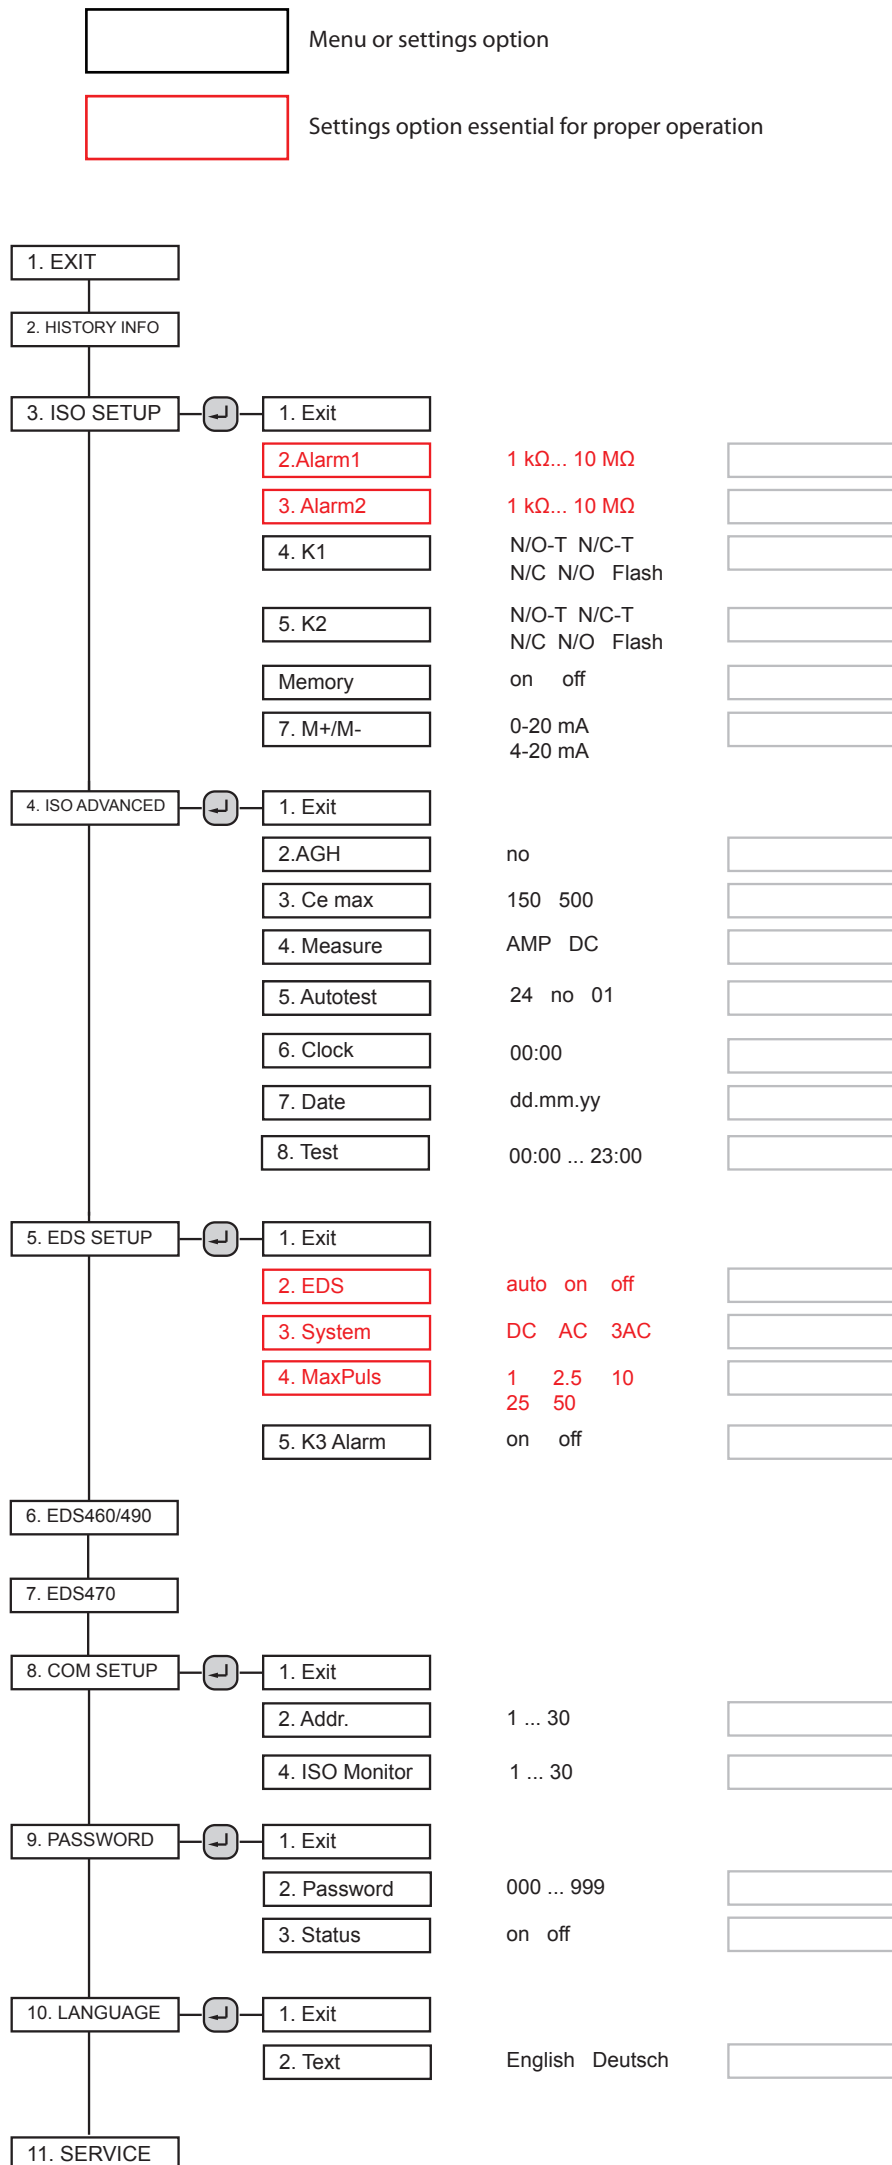 Menu or settings option
Settings option essential for proper operation
1. EXIT
2. HISTORY INFO
3. ISO SETUP
1. Exit
2.Alarm1
1 kΩ... 10 MΩ
3. Alarm2
1 kΩ... 10 MΩ
4. K1
N/O-T N/C-T
N/C N/O Flash
5. K2
N/O-T N/C-T
N/C N/O Flash
Memory
on off
7. M+/M-
0-20 mA
4-20 mA
4. ISO ADVANCED
1. Exit
2.AGH
no
3. Ce max
150 500
4. Measure
AMP DC
5. Autotest
24 no 01
6. Clock
00:00
7. Date
dd.mm.yy
8. Test
00:00 ... 23:00
5. EDS SETUP
1. Exit
2. EDS
auto on off
3. System
DC AC 3AC
4. MaxPuls
1 2.5 10
25 50
5. K3 Alarm
on off
6. EDS460/490
7. EDS470
8. COM SETUP
1. Exit
2. Addr.
1 ... 30
4. ISO Monitor
1 ... 30
9. PASSWORD
1. Exit
2. Password
000 ... 999
3. Status
on off
10. LANGUAGE
1. Exit
2. Text
English Deutsch
11. SERVICE